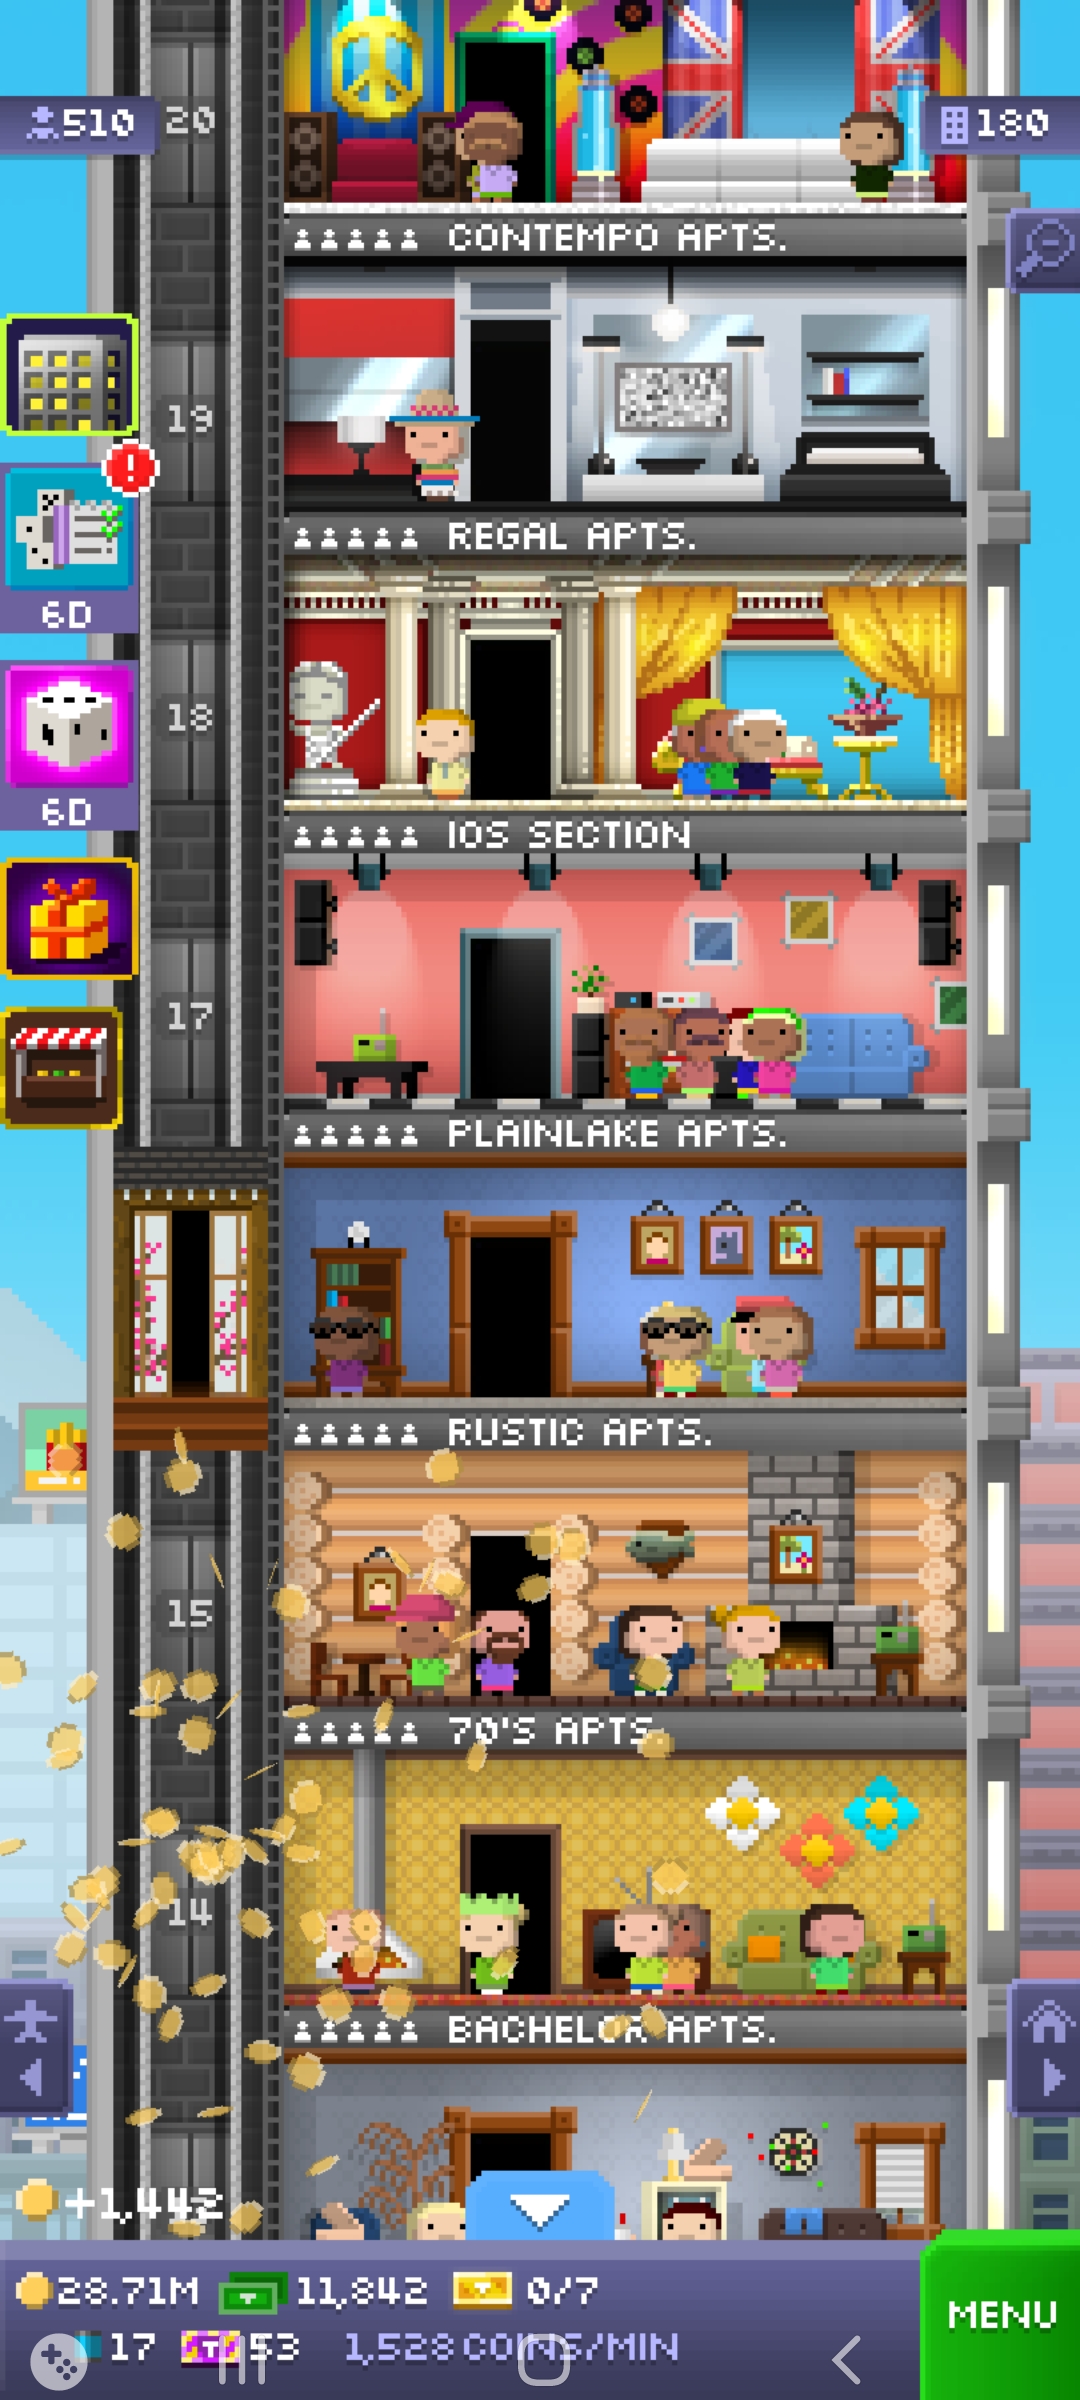 510
20
180
CONTEMPO APTS.
19
REGAL APTS.
6D
18
6D
IOS SECTION
17
PLAINLAKE APTS.
RUSTIC APTS.
15
70'S APTS.
14
BACHELOR APTS.
+1,442
28.71M 11,842 0/7
MENU
17 53 1,528 COINS/MIN